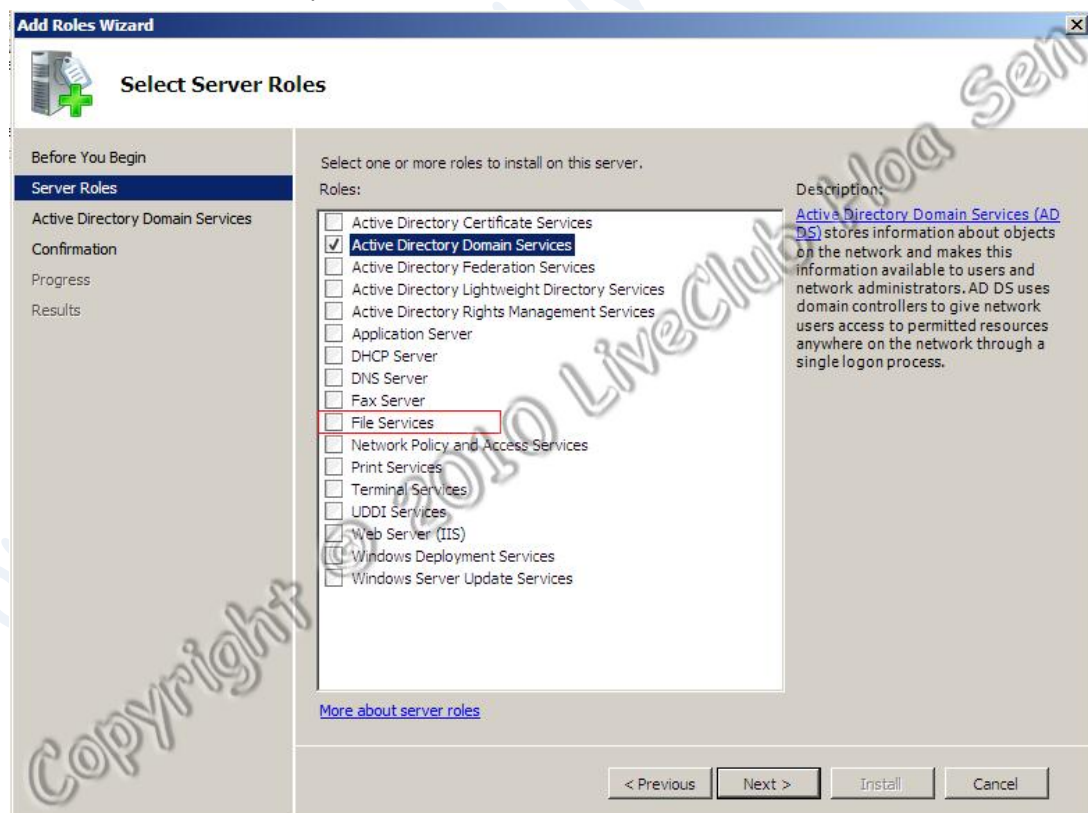 Add Roles Wizard
Select Server Roles
Before You Begin
Server Roles
Active Directory Domain Services
Confirmation
Progress
Results
Select one or more roles to install on this server.
Roles:
Active Directory Certificate Services
Active Directory Domain Services
Active Directory Federation Services
Active Directory Lightweight Directory Services
Active Directory Rights Management Services
Application Server
DHCP Server
DNS Server
Fax Server
File Services
Network Policy and Access Services
Print Services
Terminal Services
UDDI Services
Web Server (IIS)
Windows Deployment Services
Windows Server Update Services
More about server roles
Description:
Active Directory Domain Services (AD
DS) stores information about objects
on the network and makes this
information available to users and
network administrators. AD DS uses
domain controllers to give network
users access to permitted resources
anywhere on the network through a
single logon process.
< Previous
Next >
Install
Cancel
Copyright © 2010 LiveClub Hoa Sen